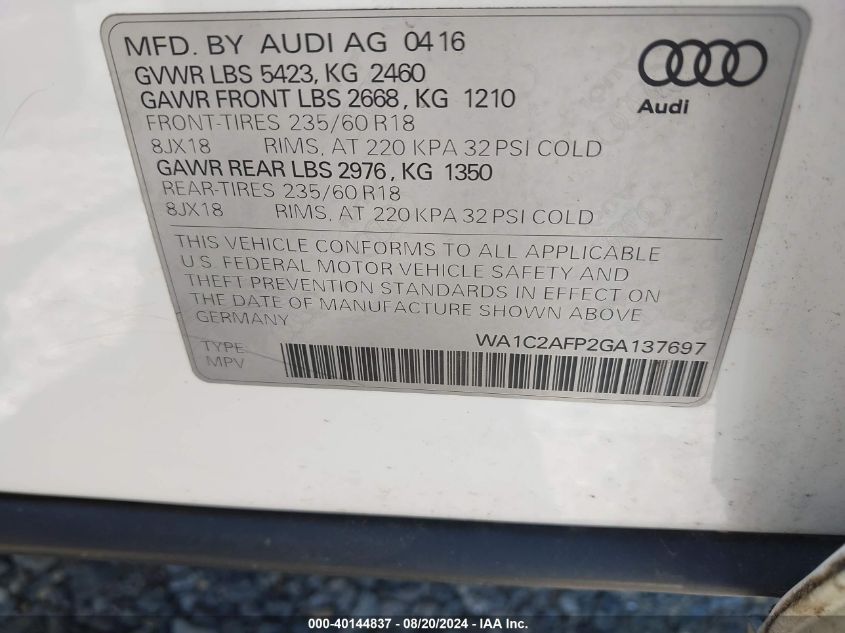 MFD. BY AUDI AG 04 16
GVWR LBS 5423, KG 2460
GAWR FRONT LBS 2668, KG 1210
FRONT-TIRES 235/60 R18
8JX18 RIMS, AT 220 KPA 32 PSI COLD
GAWR REAR LBS 2976, KG 1350
REAR-TIRES 235/60 R18
8JX18 RIMS, AT 220 KPA 32 PSI COLD
Audi
THIS VEHICLE CONFORMS TO ALL APPLICABLE
U.S. FEDERAL MOTOR VEHICLE SAFETY AND
THEFT PREVENTION STANDARDS IN EFFECT ON
THE DATE OF MANUFACTURE SHOWN ABOVE
GERMANY
WA1C2AFP2GA137697
TYPE
MPV
000-40144837 - 08/20/2024 - IAA Inc.